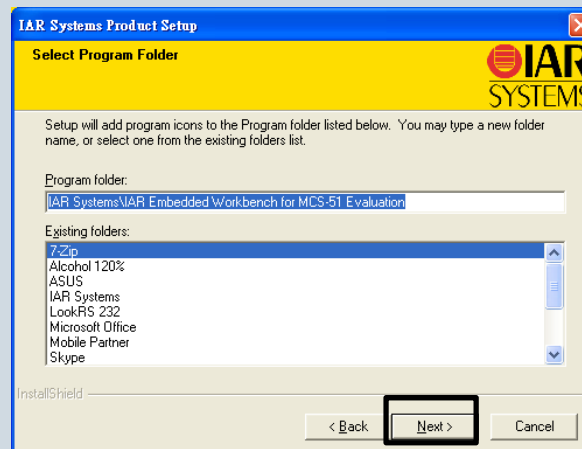 IAR Systems Product Setup
Select Program Folder
IAR
SYSTEMS
Setup will add program icons to the Program folder listed below.  You may type a new folder
name, or select one from the existing folders list.
Program folder:
IAR Systems\IAR Embedded Workbench for MCS-51 Evaluation
Existing folders:
7-Zip
Alcohol 120%
ASUS
IAR Systems
LookRS 232
Microsoft Office
Mobile Partner
Skype
InstallShield
< Back
Next >
Cancel